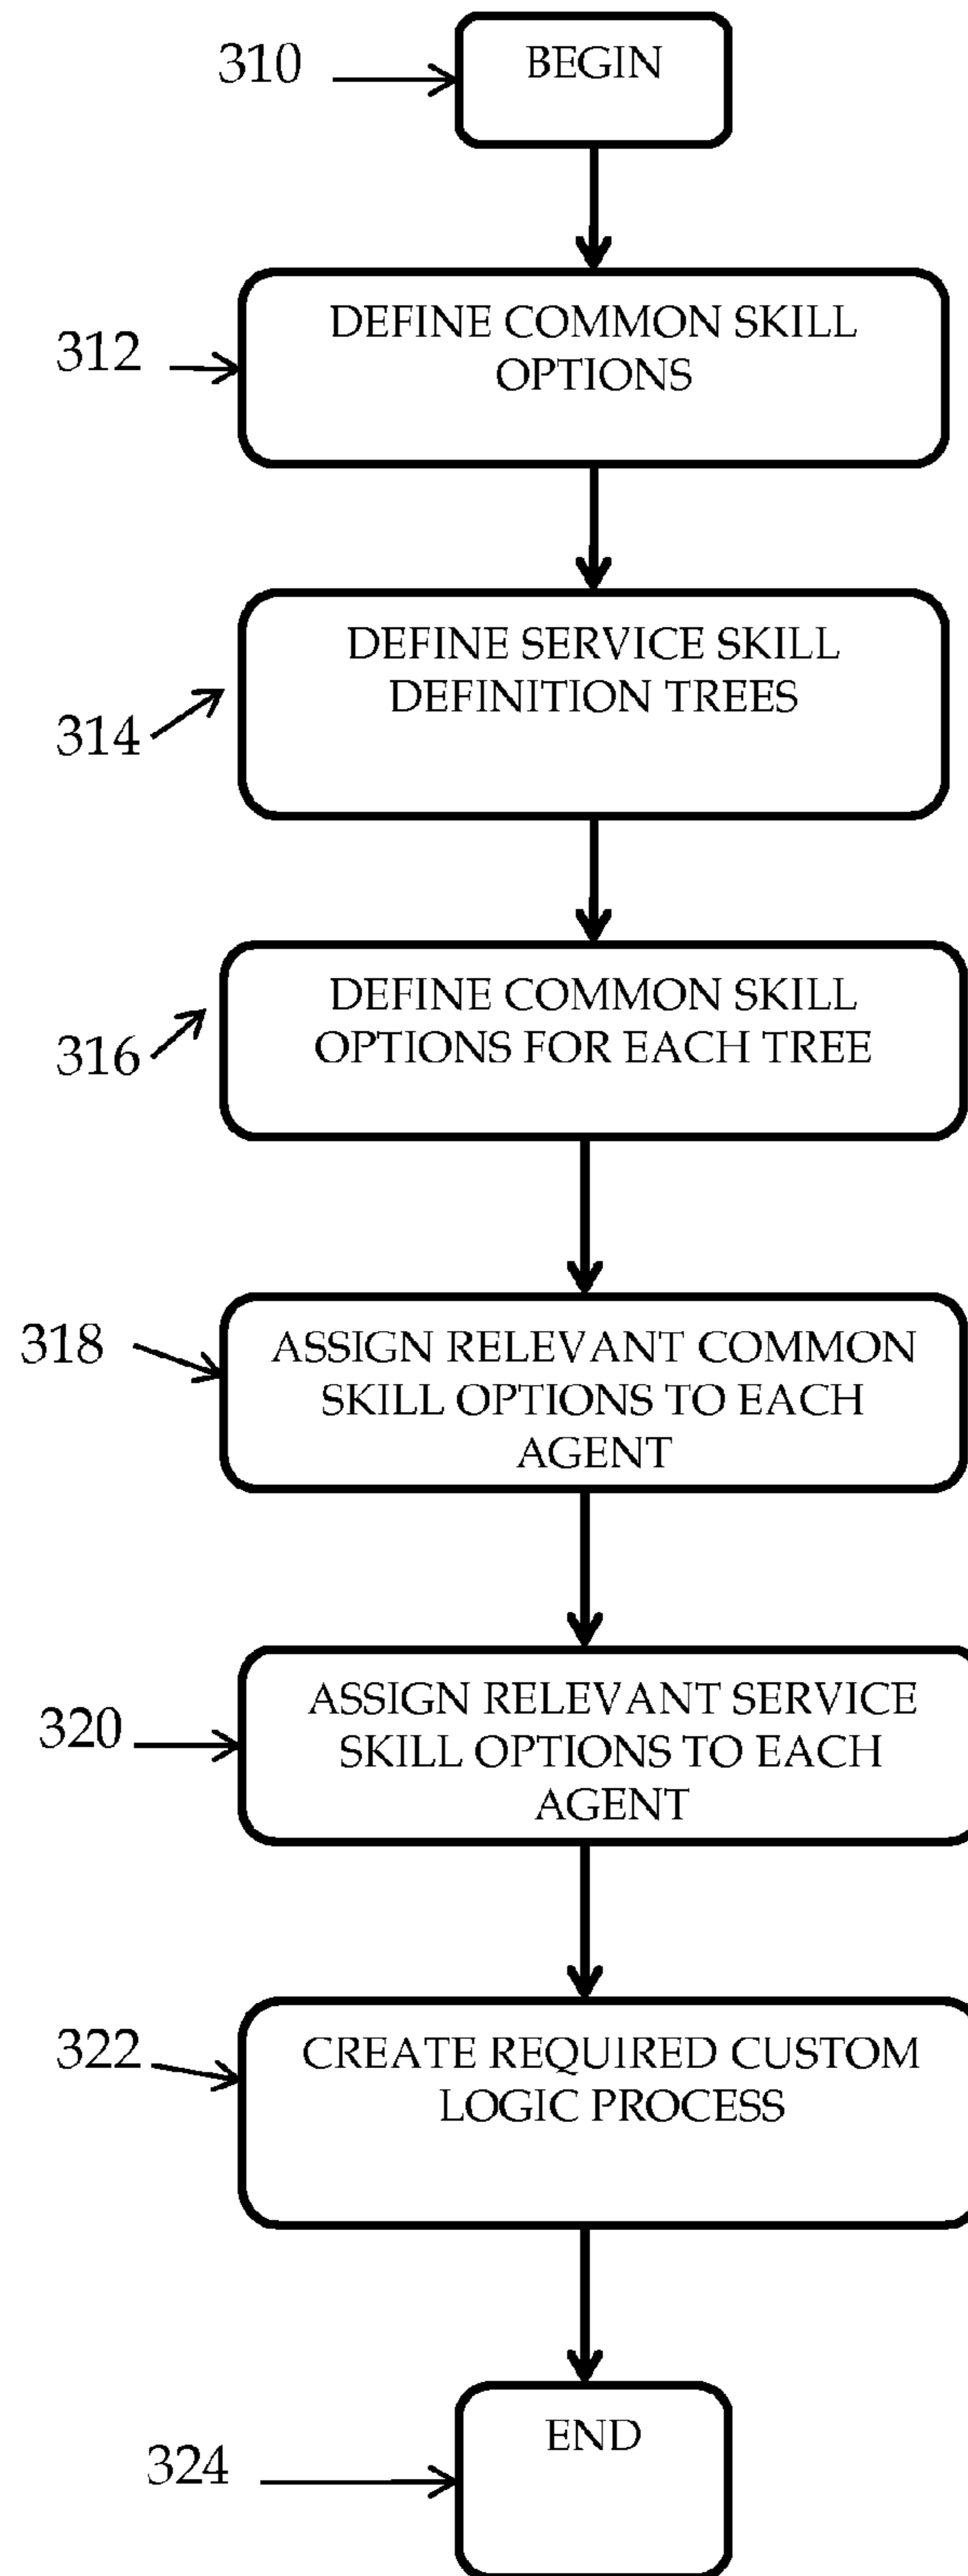 310
BEGIN
312
DEFINE COMMON SKILL
OPTIONS
314
DEFINE SERVICE SKILL
DEFINITION TREES
316
DEFINE COMMON SKILL
OPTIONS FOR EACH TREE
318
ASSIGN RELEVANT COMMON
SKILL OPTIONS TO EACH
AGENT
320
ASSIGN RELEVANT SERVICE
SKILL OPTIONS TO EACH
AGENT
322
CREATE REQUIRED CUSTOM
LOGIC PROCESS
324
END